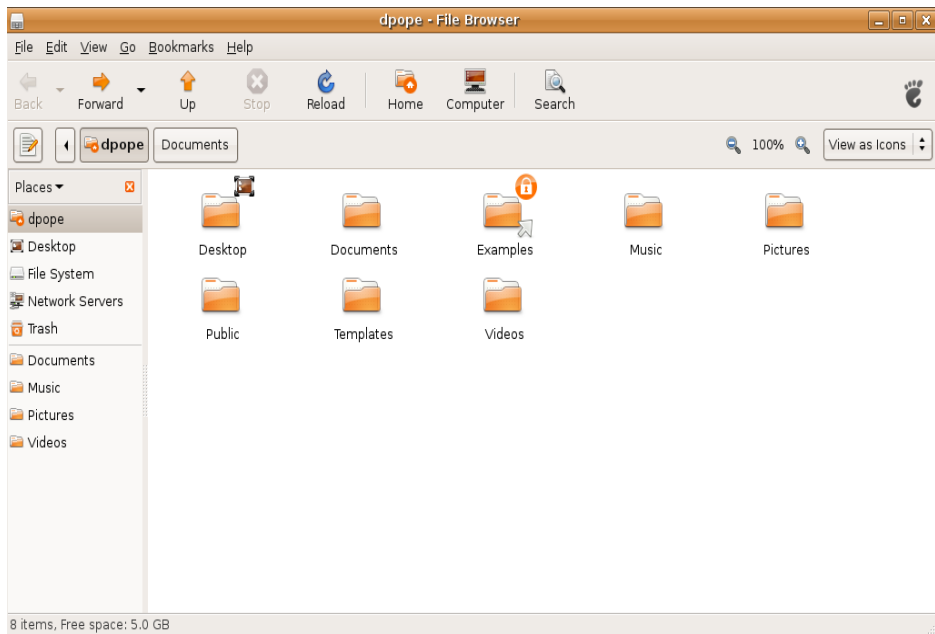 dpope - File Browser
File Edit View Go Bookmarks Help
Back Forward Up Stop Reload Home Computer Search
dpope Documents 100% View as Icons
Places
dpope
Desktop
File System
Network Servers
Trash
Documents
Music
Pictures
Videos
Desktop Documents Examples Music Pictures
Public Templates Videos
8 items, Free space: 5.0 GB